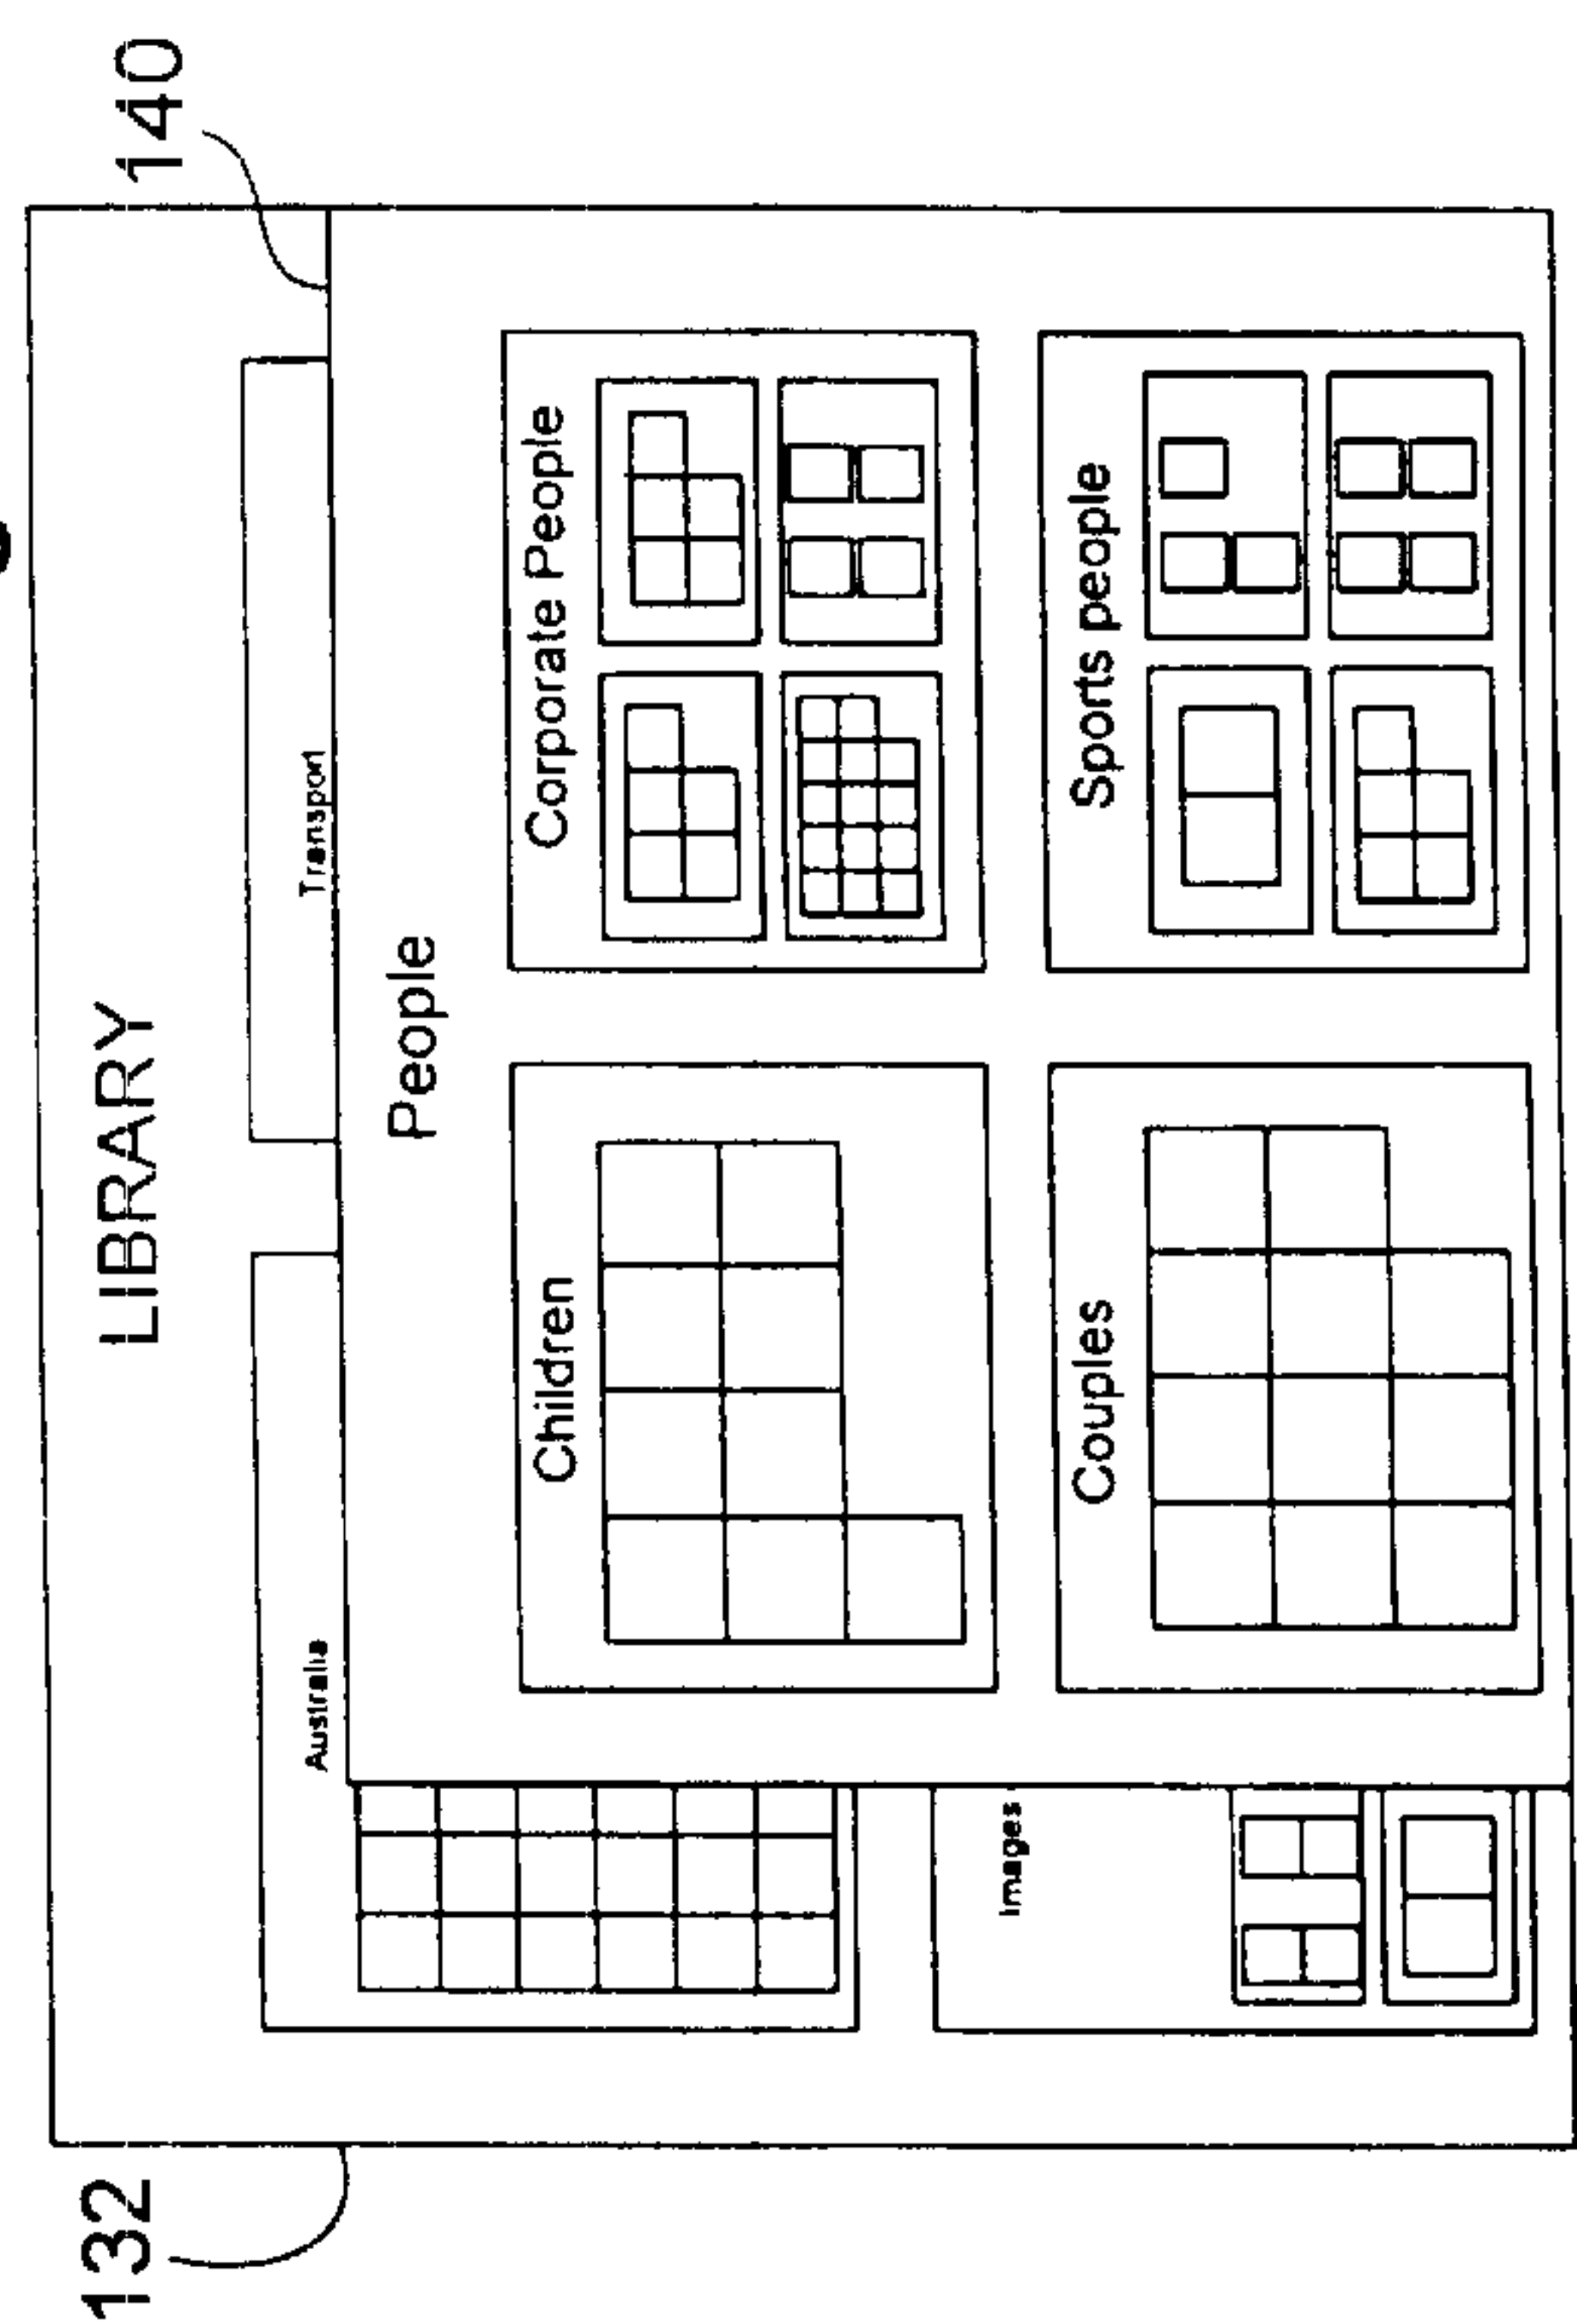 140
132
LIBRARY
Australia
Transport
People
Children
Corporate People
Couples
Sports people
Images